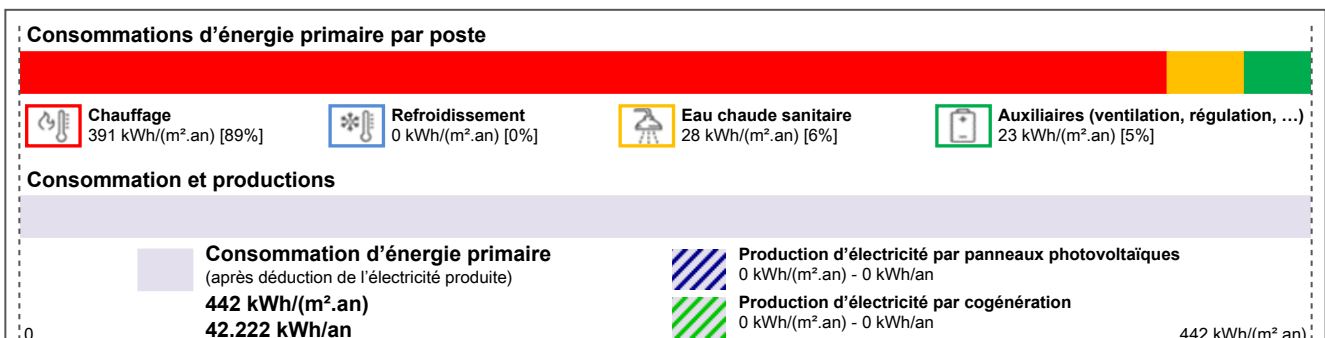 Consommations d'énergie primaire par poste
Chauffage
391 kWh/(m².an) [89%]
Refroidissement
0 kWh/(m².an) [0%]
Eau chaude sanitaire
28 kWh/(m².an) [6%]
Auxiliaires (ventilation, régulation, …)
23 kWh/(m².an) [5%]
Consommation et productions
Consommation d'énergie primaire
(après déduction de l'électricité produite)
442 kWh/(m².an)
42.222 kWh/an
Production d'électricité par panneaux photovoltaïques
0 kWh/(m².an) - 0 kWh/an
Production d'électricité par cogénération
0 kWh/(m².an) - 0 kWh/an
0
442 kWh/(m².an)